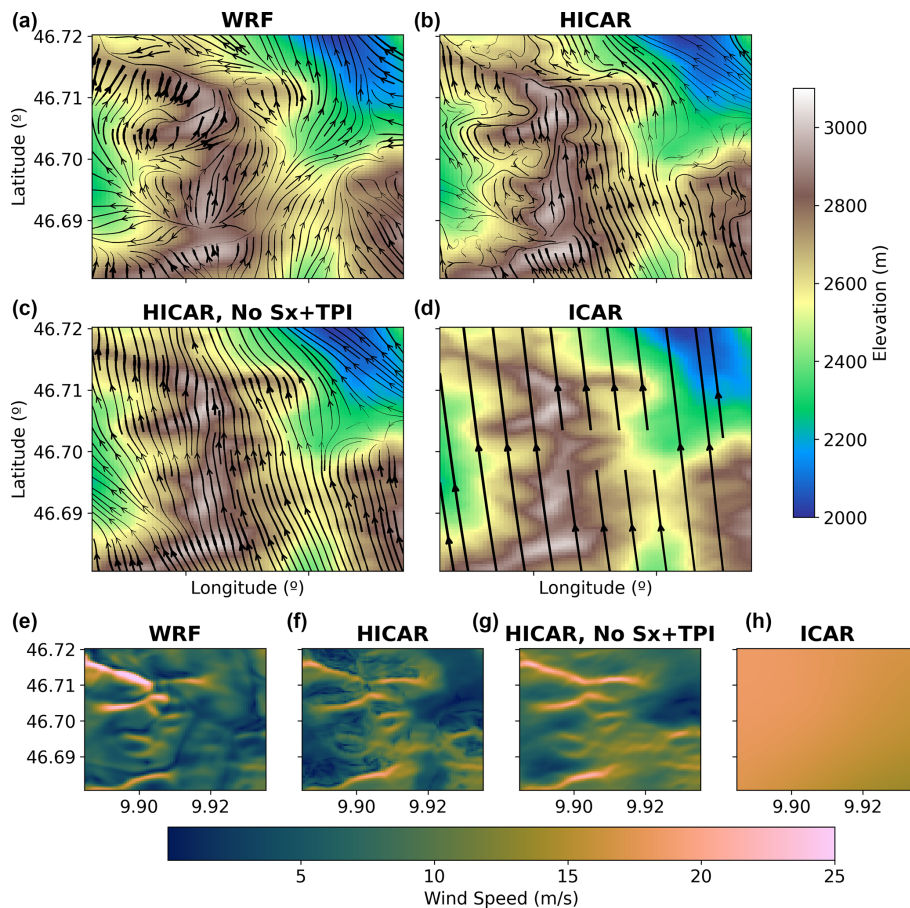 (a) WRF
(b) HICAR
46.72
46.71
46.70
46.69
Latitude (º)
3000
2800
2600
2400
2200
2000
Elevation (m)
(c) HICAR, No Sx+TPI
(d) ICAR
46.72
46.71
46.70
46.69
Latitude (º)
Longitude (º)
Longitude (º)
(e) WRF
(f) HICAR
(g) HICAR, No Sx+TPI
(h) ICAR
46.72
46.71
46.70
46.69
9.90 9.92
9.90 9.92
9.90 9.92
9.90 9.92
5 10 15 20 25
Wind Speed (m/s)